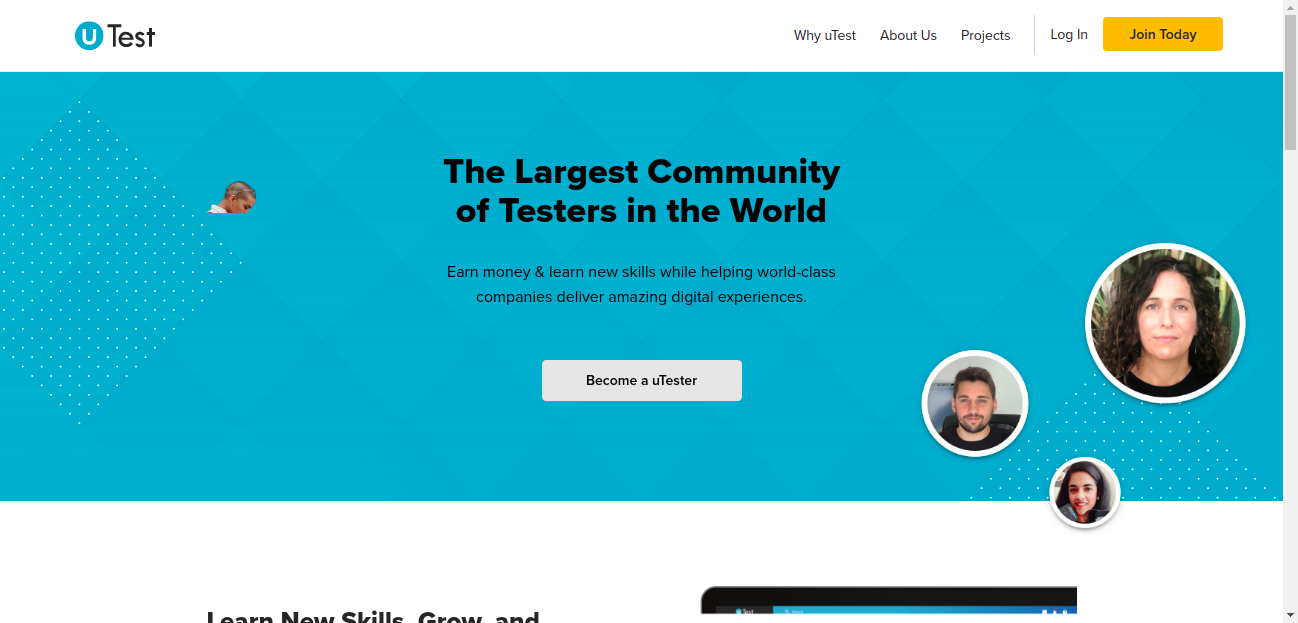 uTest
Why uTest
About Us
Projects
Log In
Join Today
The Largest Community
of Testers in the World
Earn money & learn new skills while helping world-class
companies deliver amazing digital experiences.
Become a uTester
Learn New Skills, Grow, and